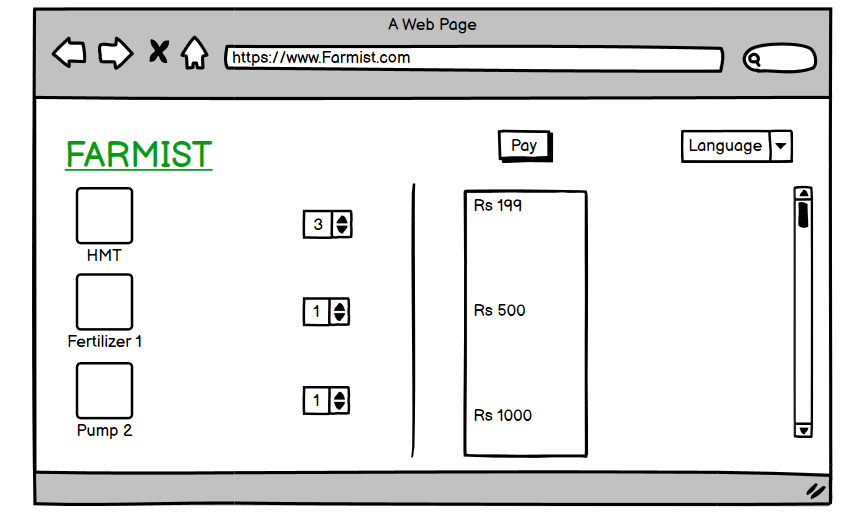 A Web Page
https://www.Farmist.com
FARMIST
Pay
Language
3
Rs 199
HMT
1
Rs 500
Fertilizer 1
1
Rs 1000
Pump 2